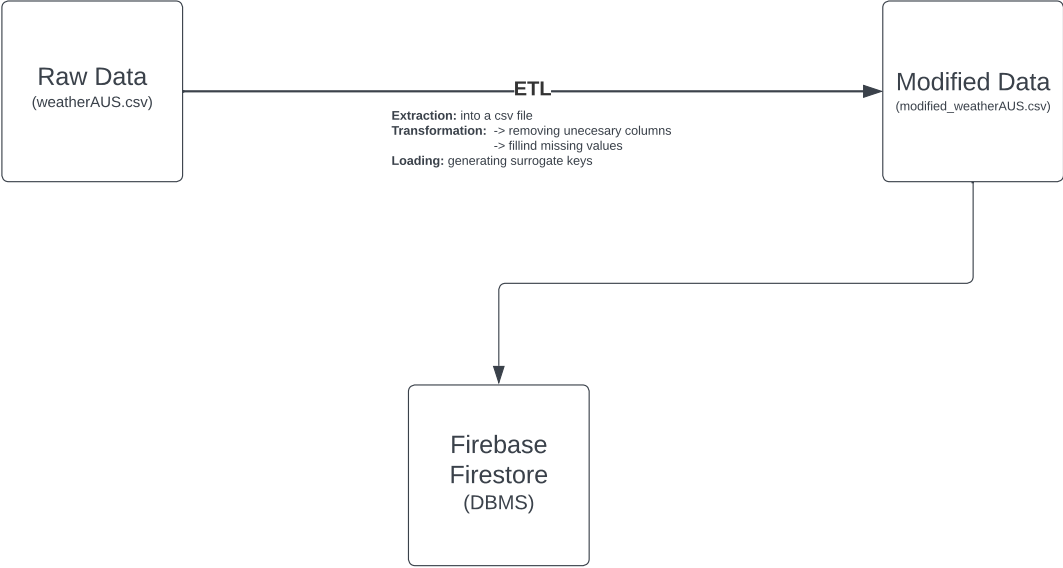 Raw Data
(weatherAUS.csv)
ETL
Extraction: into a csv file
Transformation: -> removing unecesary columns
-> fillind missing values
Loading: generating surrogate keys
Modified Data
(modified_weatherAUS.csv)
Firebase
Firestore
(DBMS)